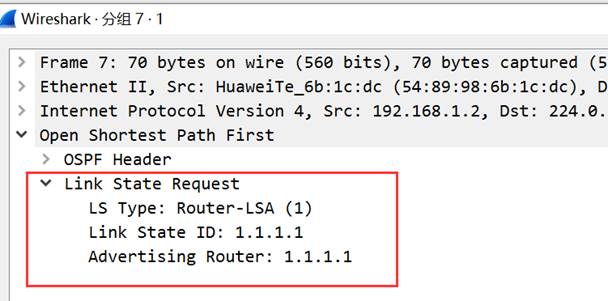 Wireshark · 分组 7 · 1
Frame 7: 70 bytes on wire (560 bits), 70 bytes captured (5
Ethernet II, Src: HuaweiTe_6b:1c:dc (54:89:98:6b:1c:dc), D
Internet Protocol Version 4, Src: 192.168.1.2, Dst: 224.0.
Open Shortest Path First
OSPF Header
Link State Request
LS Type: Router-LSA (1)
Link State ID: 1.1.1.1
Advertising Router: 1.1.1.1